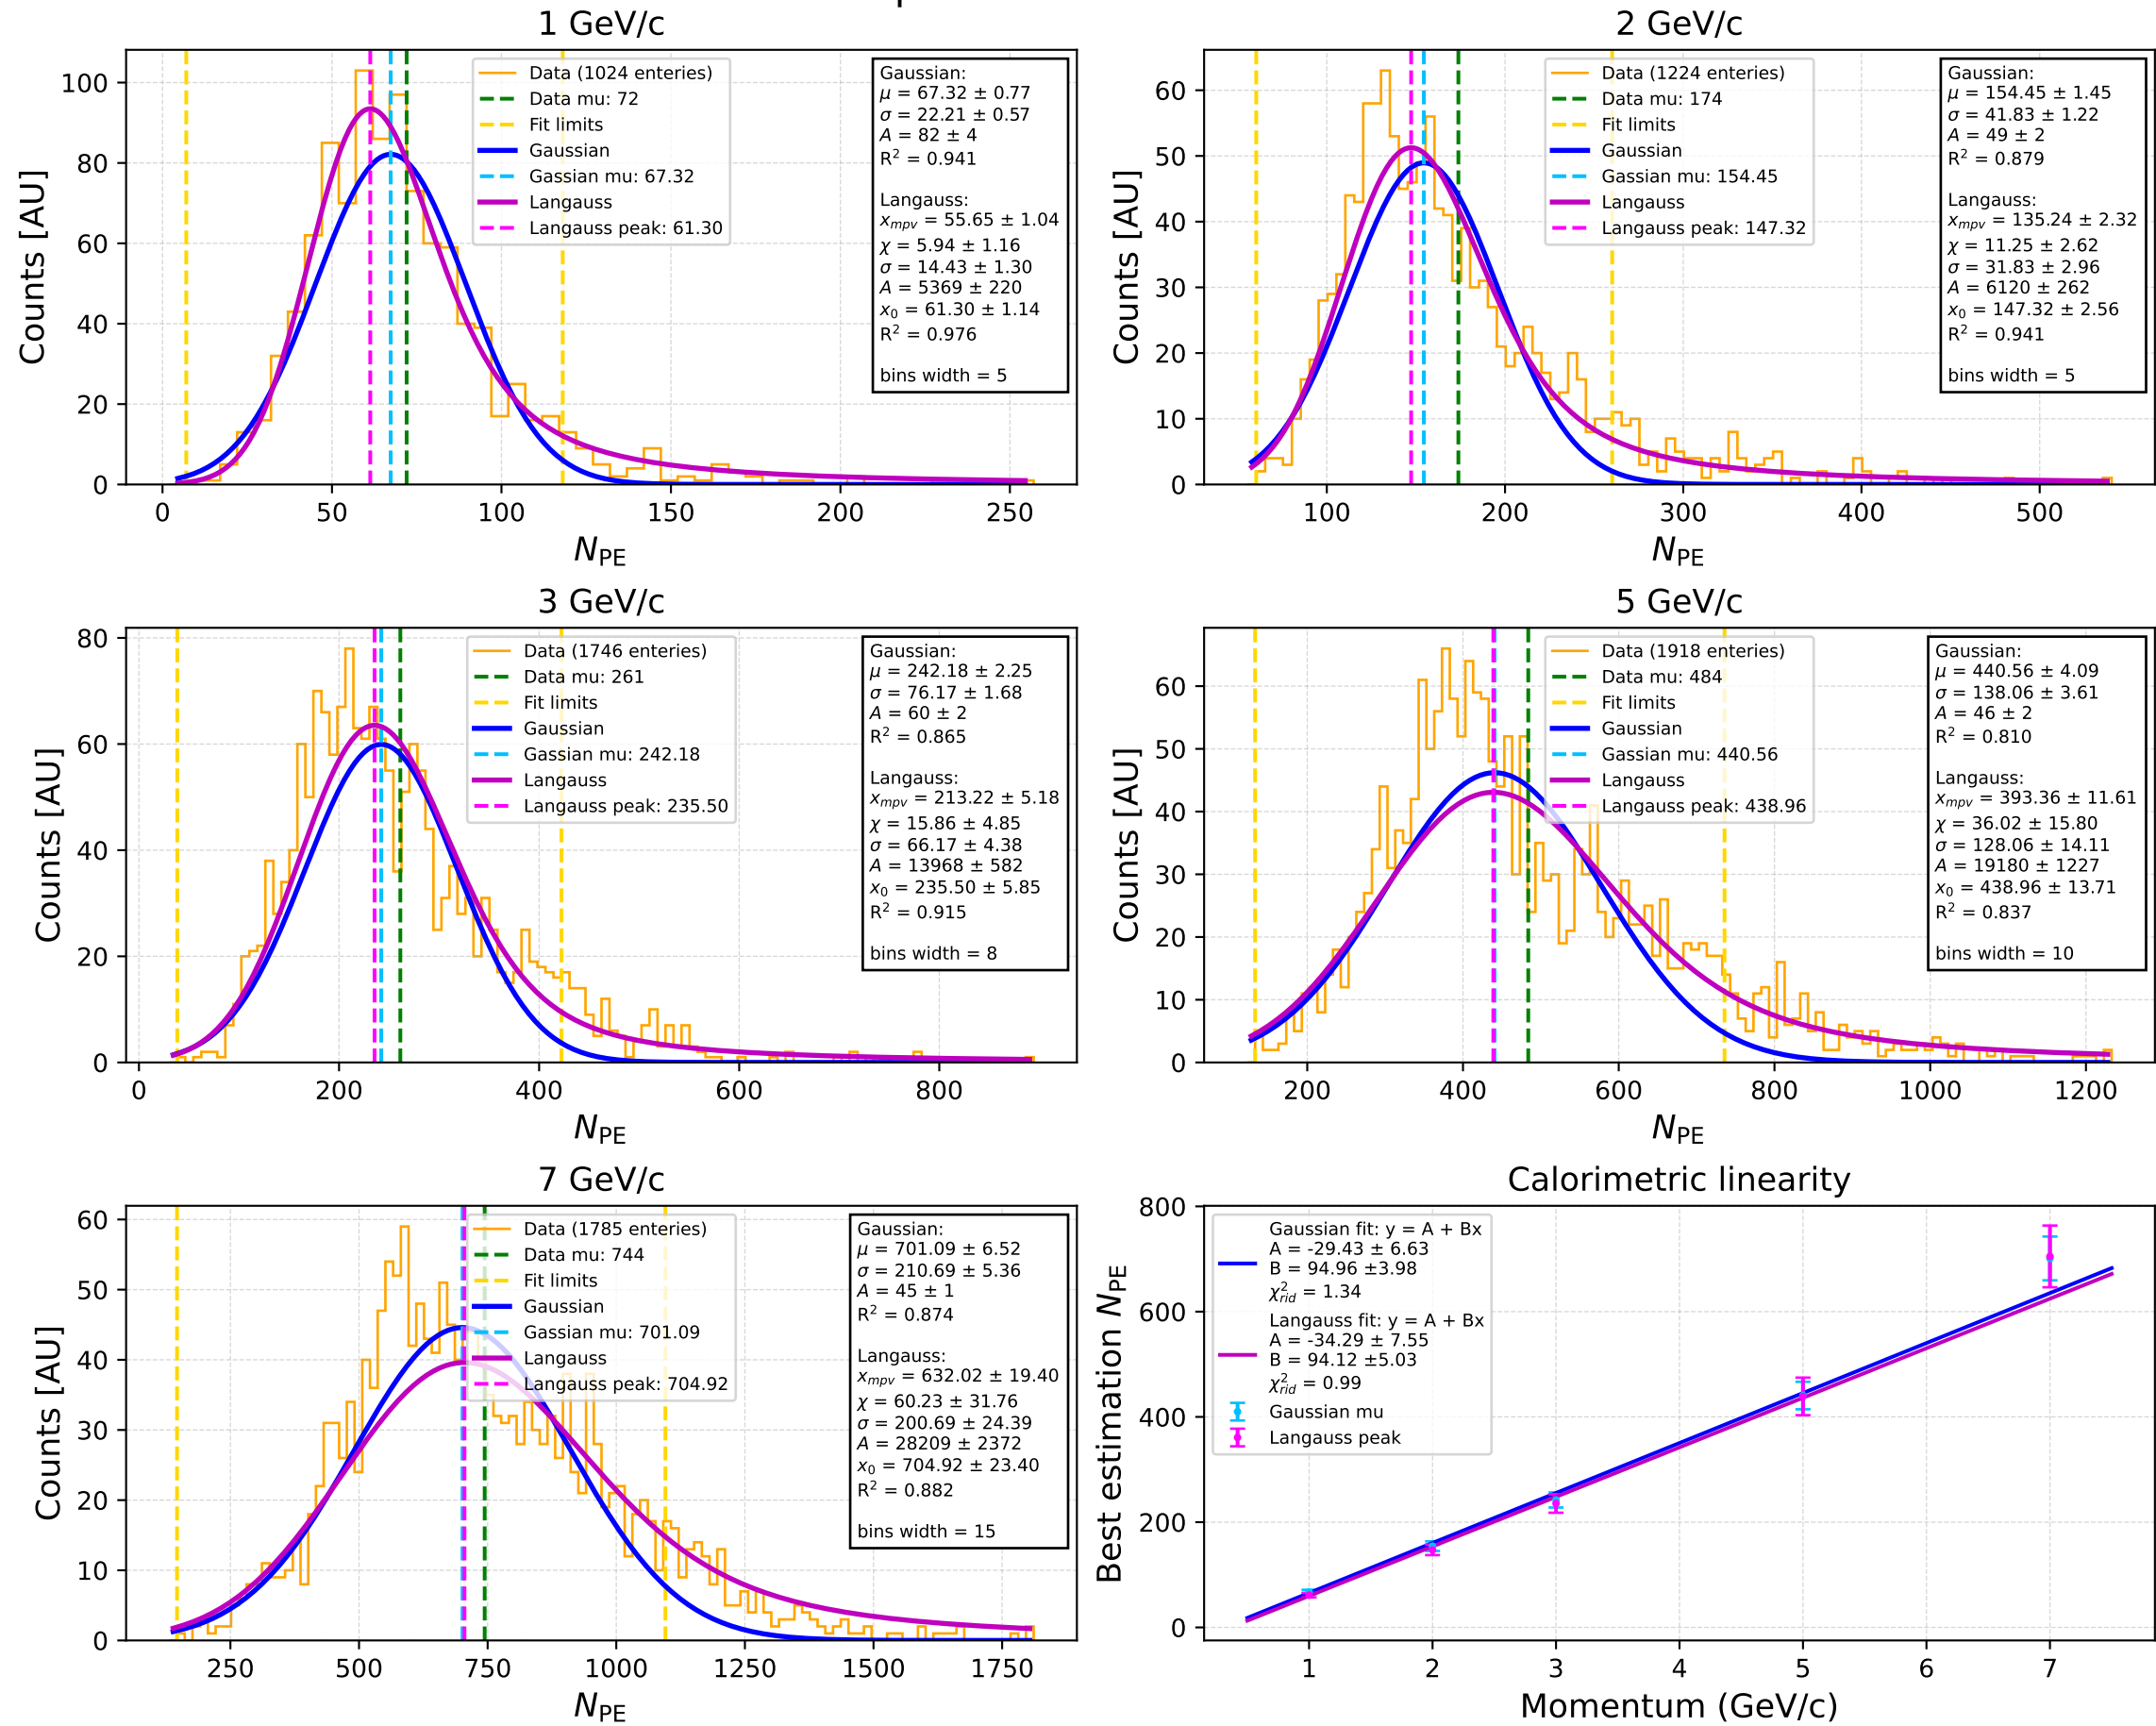 1 GeV/c
Counts [AU]
100
80
60
40
20
0
0 50 100 150 200 250
N_PE
Data (1024 enteries)
Data mu: 72
Fit limits
Gaussian
Gassian mu: 67.32
Langauss
Langauss peak: 61.30
Gaussian:
μ = 67.32 ± 0.77
σ = 22.21 ± 0.57
A = 82 ± 4
R² = 0.941
Langauss:
x_mpv = 55.65 ± 1.04
χ = 5.94 ± 1.16
σ = 14.43 ± 1.30
A = 5369 ± 220
x₀ = 61.30 ± 1.14
R² = 0.976
bins width = 5
2 GeV/c
Counts [AU]
60
50
40
30
20
10
0
100 200 300 400 500
N_PE
Data (1224 enteries)
Data mu: 174
Fit limits
Gaussian
Gassian mu: 154.45
Langauss
Langauss peak: 147.32
Gaussian:
μ = 154.45 ± 1.45
σ = 41.83 ± 1.22
A = 49 ± 2
R² = 0.879
Langauss:
x_mpv = 135.24 ± 2.32
χ = 11.25 ± 2.62
σ = 31.83 ± 2.96
A = 6120 ± 262
x₀ = 147.32 ± 2.56
R² = 0.941
bins width = 5
3 GeV/c
Counts [AU]
80
60
40
20
0
0 200 400 600 800
N_PE
Data (1746 enteries)
Data mu: 261
Fit limits
Gaussian
Gassian mu: 242.18
Langauss
Langauss peak: 235.50
Gaussian:
μ = 242.18 ± 2.25
σ = 76.17 ± 1.68
A = 60 ± 2
R² = 0.865
Langauss:
x_mpv = 213.22 ± 5.18
χ = 15.86 ± 4.85
σ = 66.17 ± 4.38
A = 13968 ± 582
x₀ = 235.50 ± 5.85
R² = 0.915
bins width = 8
5 GeV/c
Counts [AU]
60
50
40
30
20
10
0
200 400 600 800 1000 1200
N_PE
Data (1918 enteries)
Data mu: 484
Fit limits
Gaussian
Gassian mu: 440.56
Langauss
Langauss peak: 438.96
Gaussian:
μ = 440.56 ± 4.09
σ = 138.06 ± 3.61
A = 46 ± 2
R² = 0.810
Langauss:
x_mpv = 393.36 ± 11.61
χ = 36.02 ± 15.80
σ = 128.06 ± 14.11
A = 19180 ± 1227
x₀ = 438.96 ± 13.71
R² = 0.837
bins width = 10
7 GeV/c
Counts [AU]
60
50
40
30
20
10
0
250 500 750 1000 1250 1500 1750
N_PE
Data (1785 enteries)
Data mu: 744
Fit limits
Gaussian
Gassian mu: 701.09
Langauss
Langauss peak: 704.92
Gaussian:
μ = 701.09 ± 6.52
σ = 210.69 ± 5.36
A = 45 ± 1
R² = 0.874
Langauss:
x_mpv = 632.02 ± 19.40
χ = 60.23 ± 31.76
σ = 200.69 ± 24.39
A = 28209 ± 2372
x₀ = 704.92 ± 23.40
R² = 0.882
bins width = 15
Calorimetric linearity
Best estimation N_PE
800
600
400
200
0
1 2 3 4 5 6 7
Momentum (GeV/c)
Gaussian fit: y = A + Bx
A = -29.43 ± 6.63
B = 94.96 ±3.98
χ²_rid = 1.34
Langauss fit: y = A + Bx
A = -34.29 ± 7.55
B = 94.12 ±5.03
χ²_rid = 0.99
Gaussian mu
Langauss peak